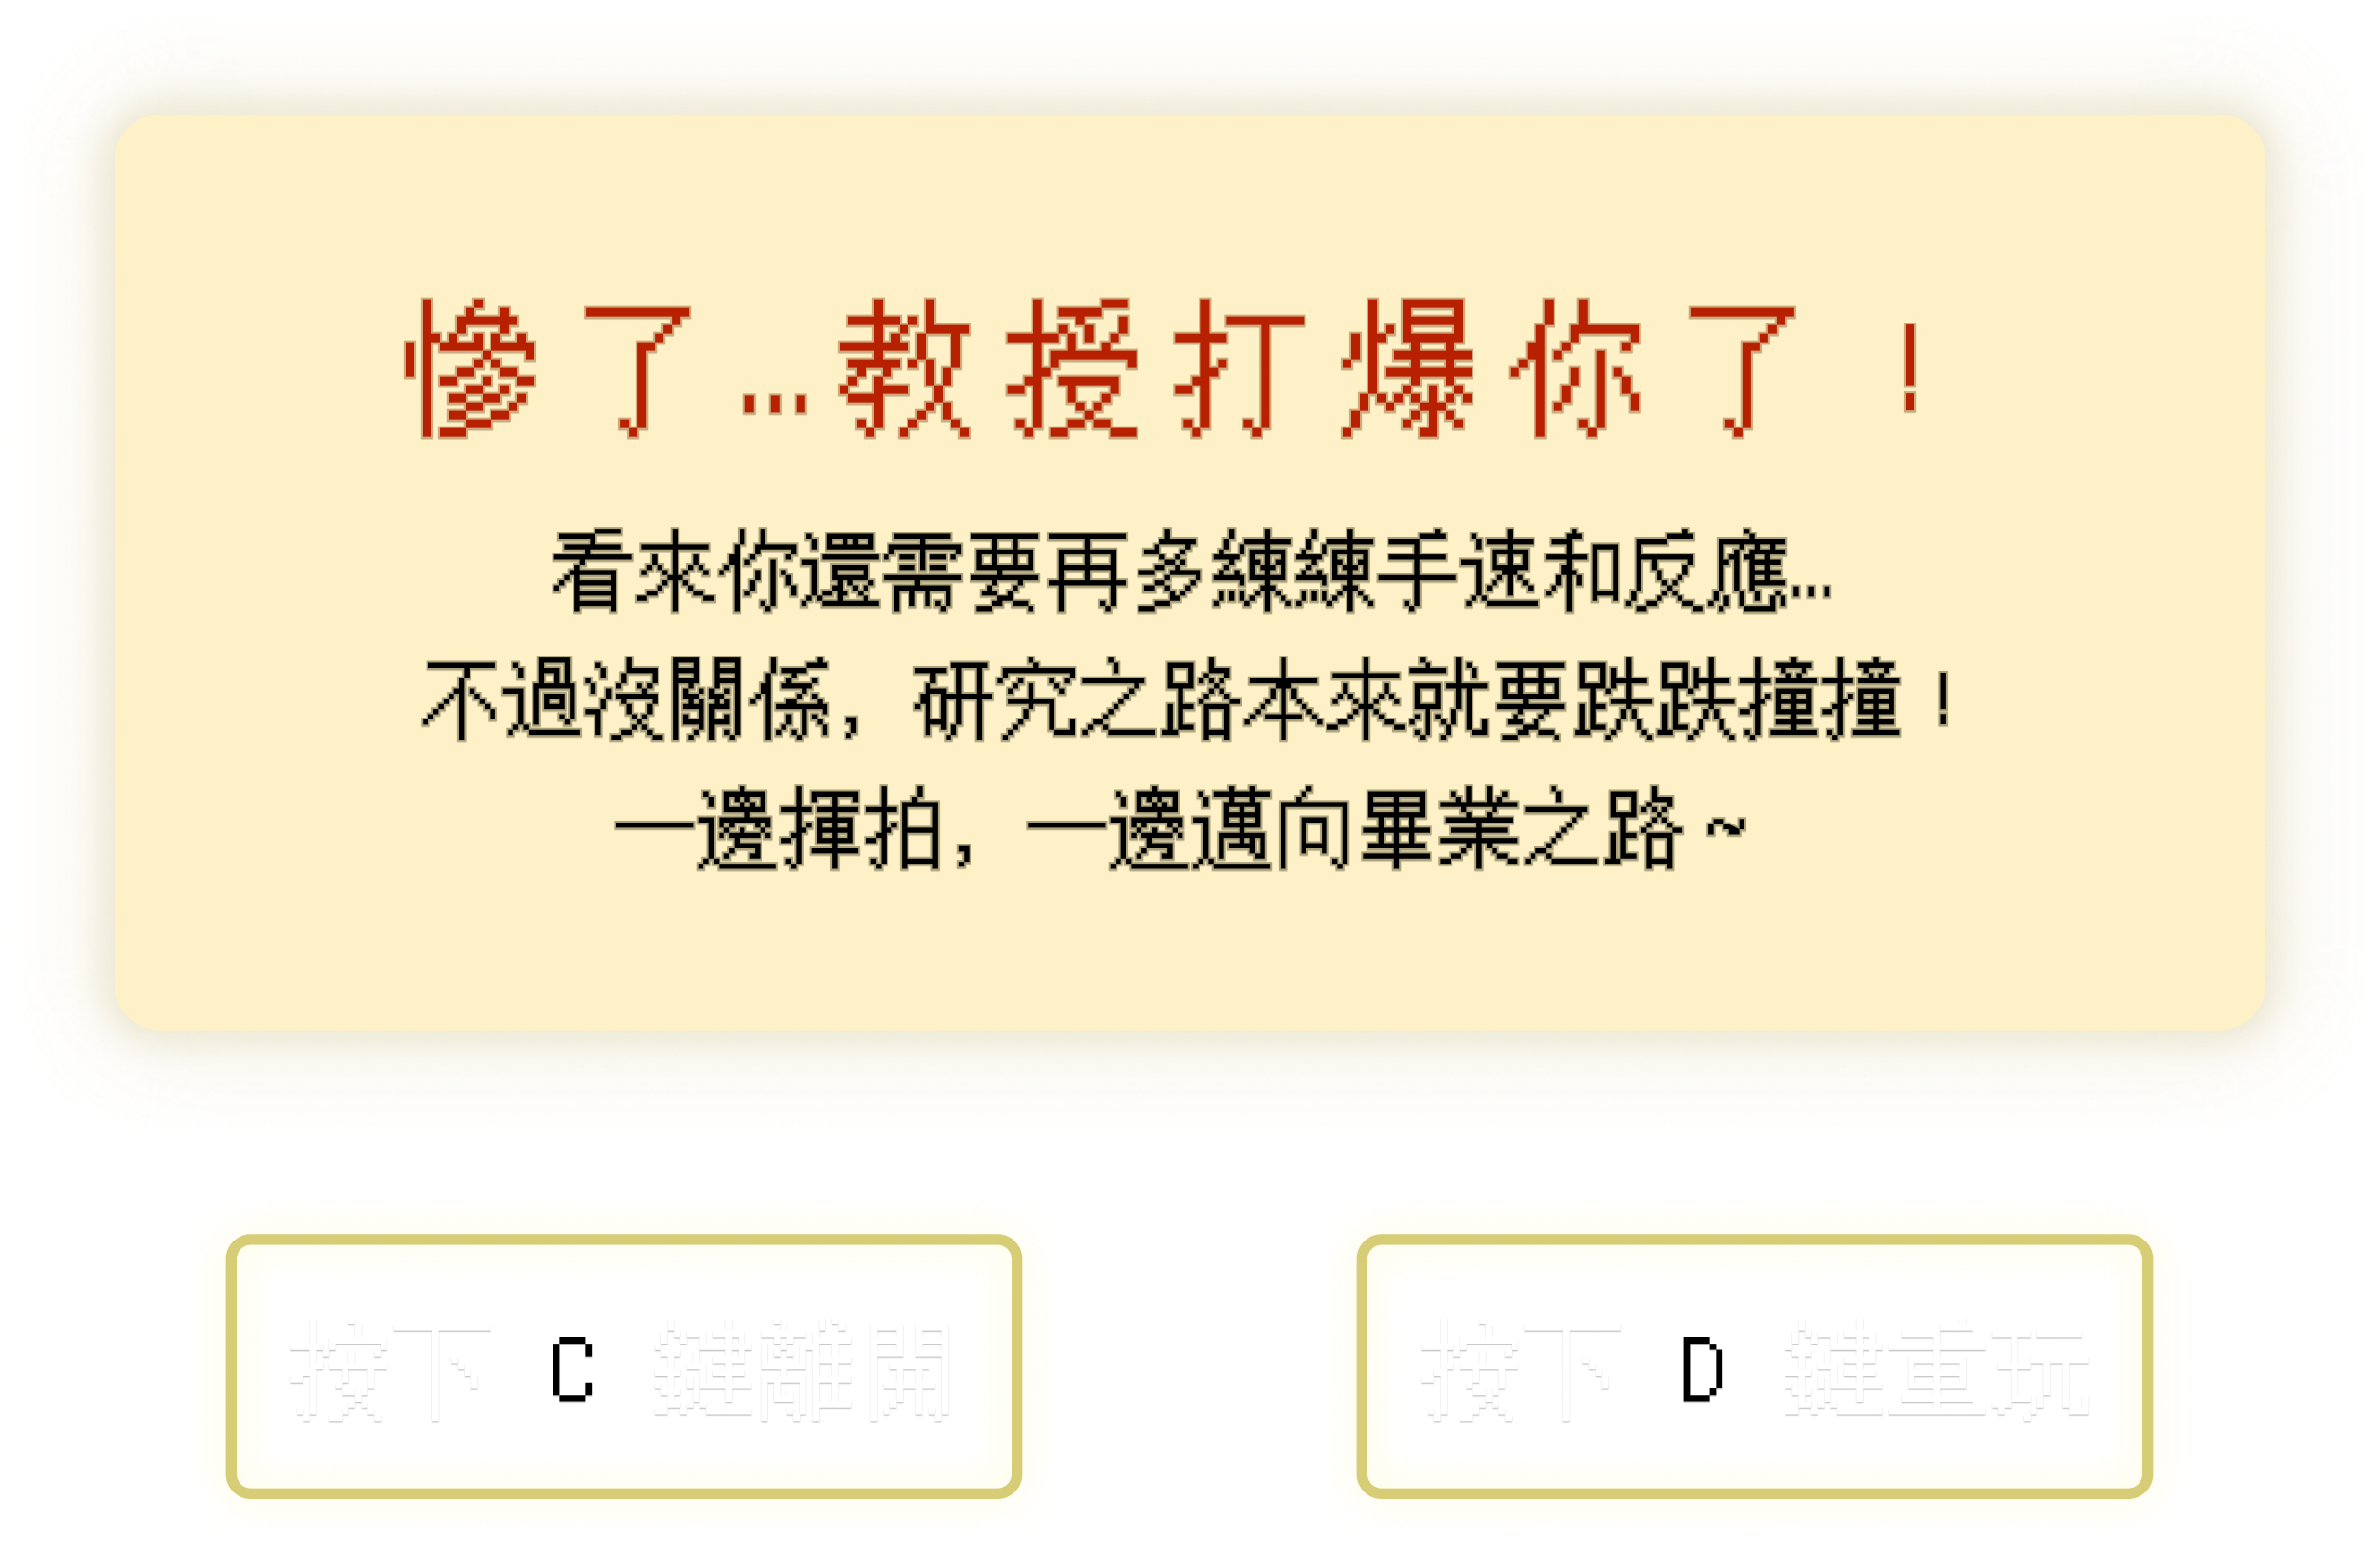 慘了…教授打爆你了！
看來你還需要再多練練手速和反應…
不過沒關係，研究之路本來就要跌跌撞撞！
一邊揮拍，一邊邁向畢業之路～
按下 C 鍵離開
按下 D 鍵重玩